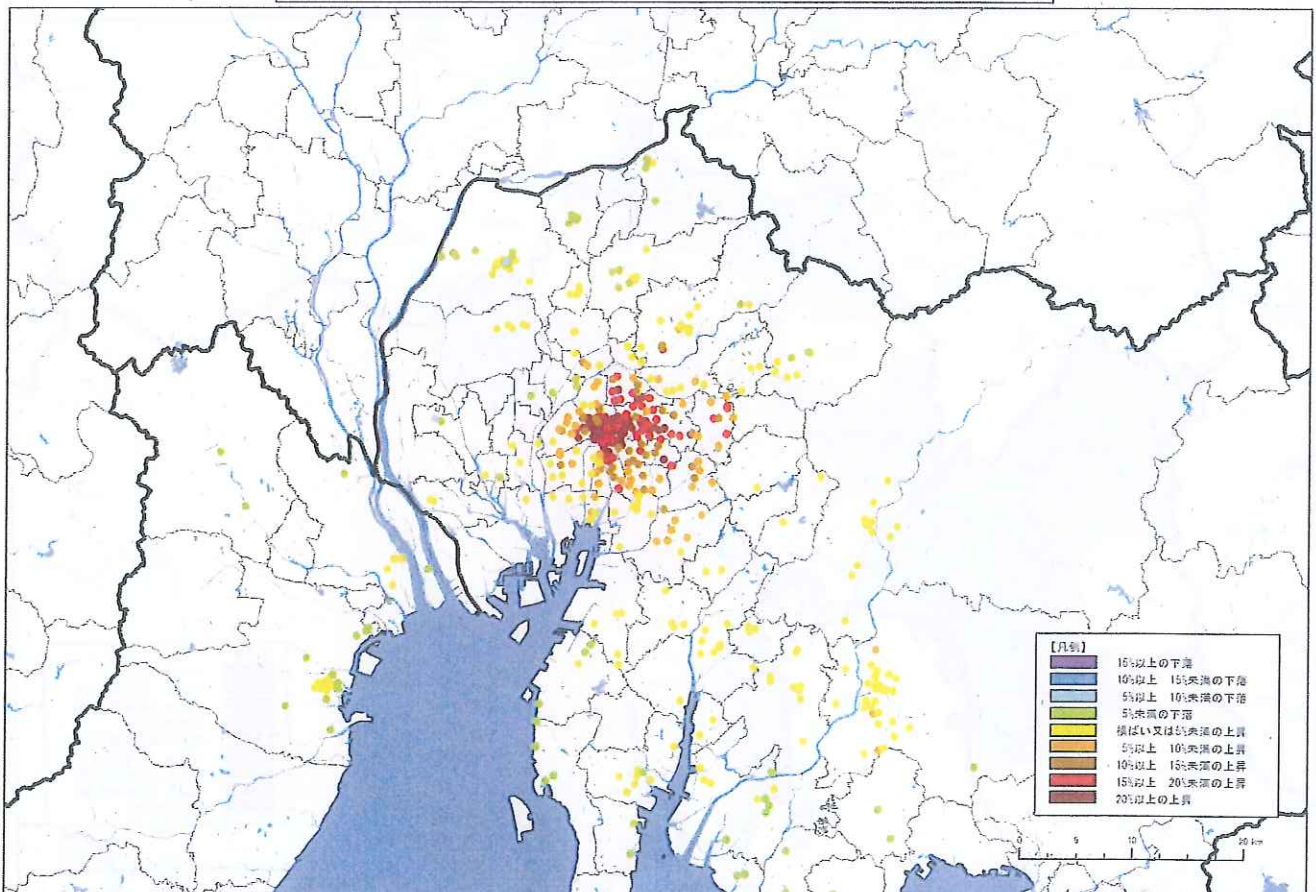 【凡例】
15%以上の下落
10%以上 15%未満の下落
5%以上 10%未満の下落
5%未満の下落
横ばい又は5%未満の上昇
5%以上 10%未満の上昇
10%以上 15%未満の上昇
15%以上 20%未満の上昇
20%以上の上昇
0 5 10 20 km